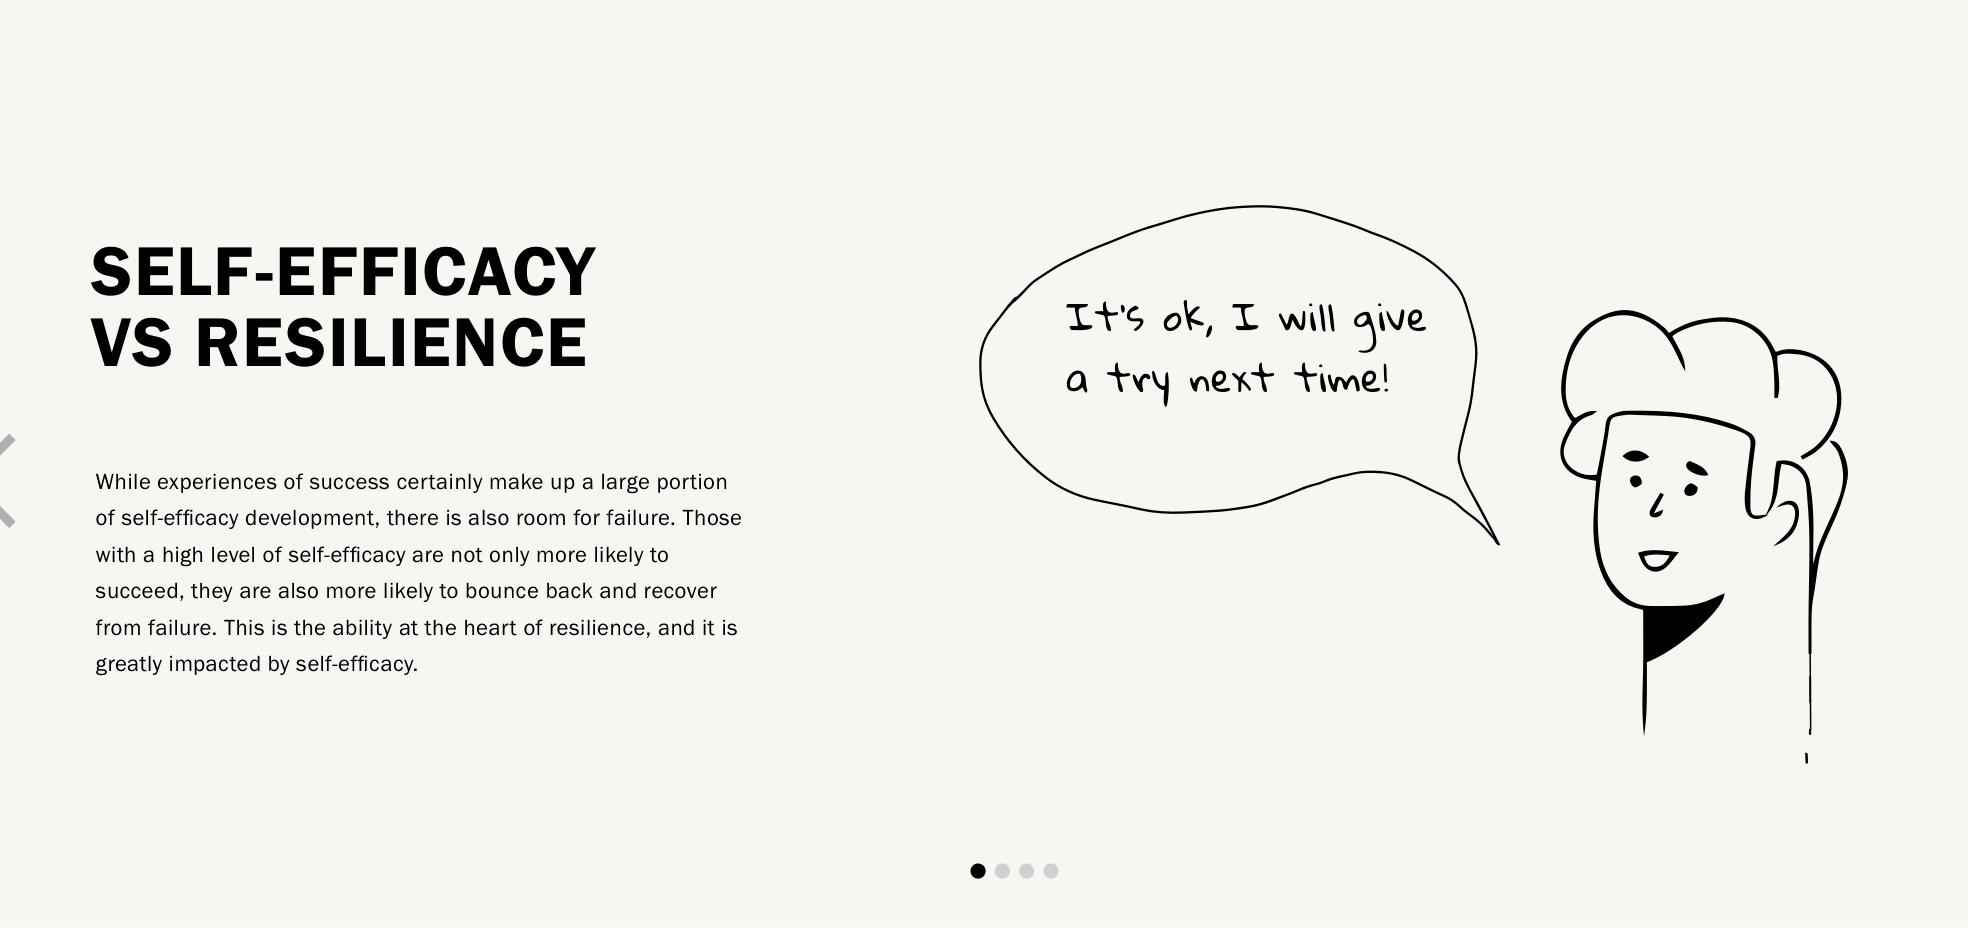 SELF-EFFICACY
VS RESILIENCE
While experiences of success certainly make up a large portion
of self-efficacy development, there is also room for failure. Those
with a high level of self-efficacy are not only more likely to
succeed, they are also more likely to bounce back and recover
from failure. This is the ability at the heart of resilience, and it is
greatly impacted by self-efficacy.
It's ok, I will give
a try next time!